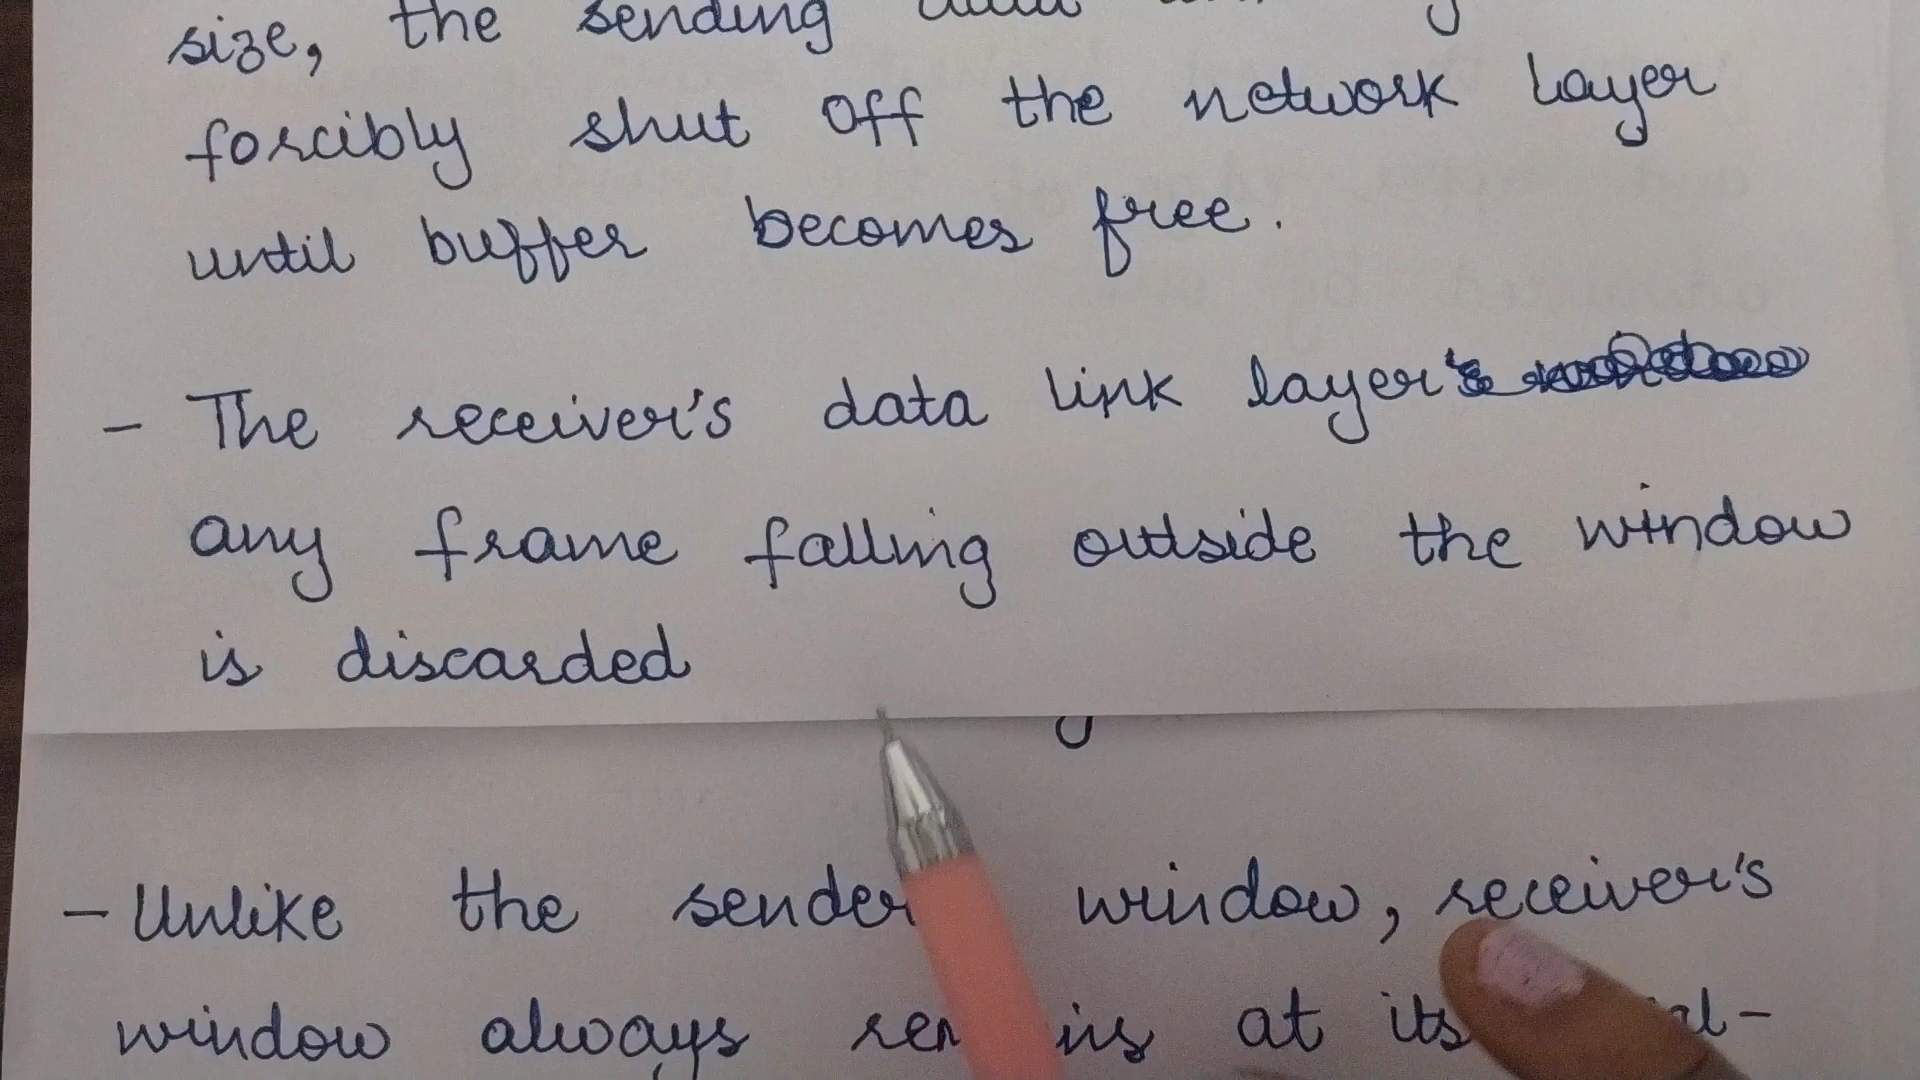 size, the sending data
forcibly shut off the network layer
until buffer becomes free.
- The receiver's data link layer's
any frame falling outside the window
is discarded
- Unlike the sender window, receiver's
window always at its